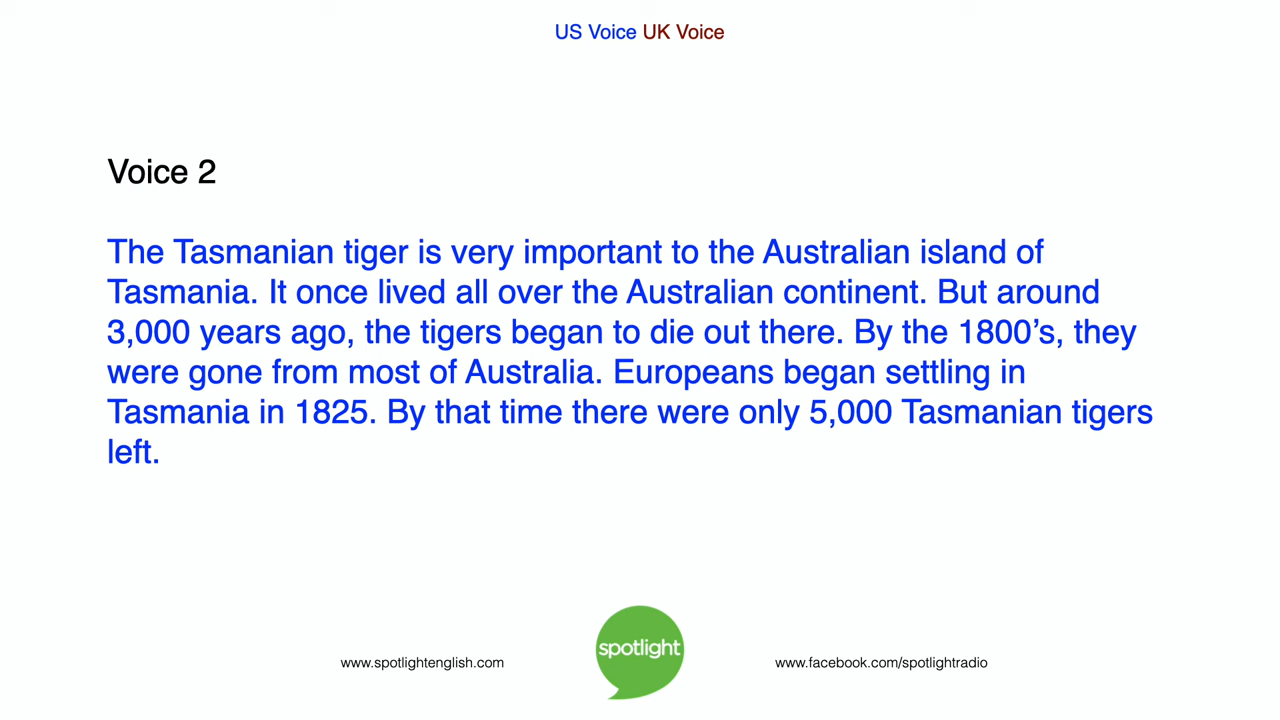 US Voice UK Voice
Voice 2
The Tasmanian tiger is very important to the Australian island of
Tasmania. It once lived all over the Australian continent. But around
3,000 years ago, the tigers began to die out there. By the 1800’s, they
were gone from most of Australia. Europeans began settling in
Tasmania in 1825. By that time there were only 5,000 Tasmanian tigers
left.
www.spotlightenglish.com
spotlight
www.facebook.com/spotlightradio